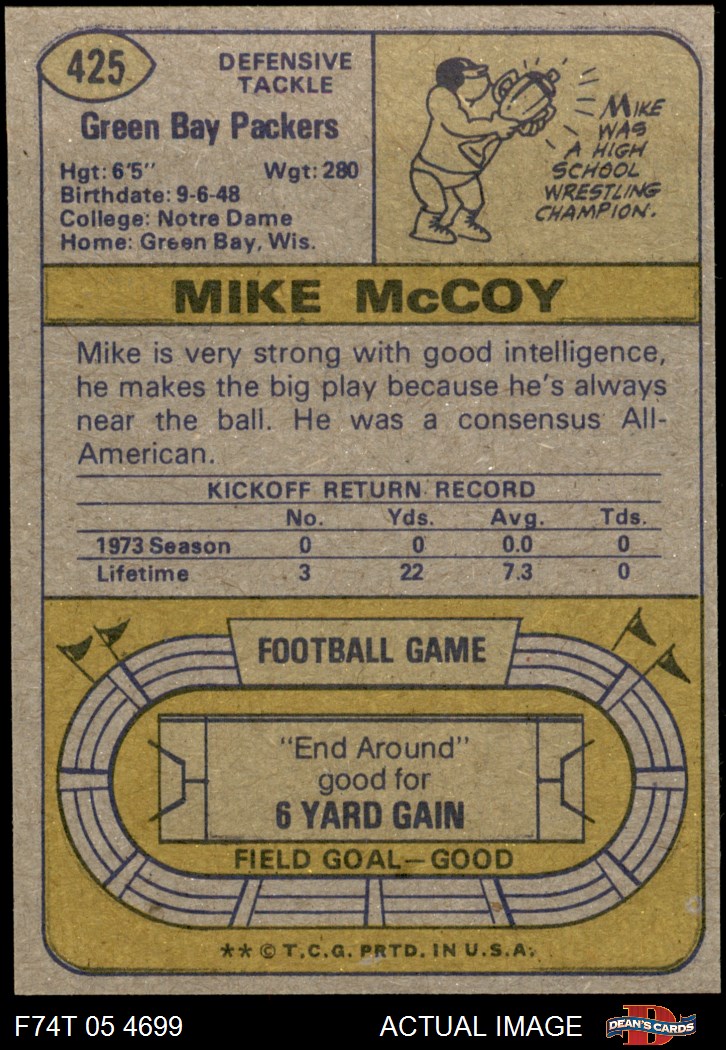 425
DEFENSIVE
TACKLE
Green Bay Packers
Hgt: 6'5" Wgt: 280
Birthdate: 9-6-48
College: Notre Dame
Home: Green Bay, Wis.
MIKE
WAS
A HIGH
SCHOOL
WRESTLING
CHAMPION.
MIKE McCOY
Mike is very strong with good intelligence,
he makes the big play because he's always
near the ball. He was a consensus All-
American.
KICKOFF RETURN RECORD
No. Yds. Avg. Tds.
1973 Season 0 0 0.0 0
Lifetime 3 22 7.3 0
FOOTBALL GAME
"End Around"
good for
6 YARD GAIN
FIELD GOAL—GOOD
** © T.C.G. PRTD. IN U.S.A.
F74T 05 4699 ACTUAL IMAGE
D
DEAN'S CARDS